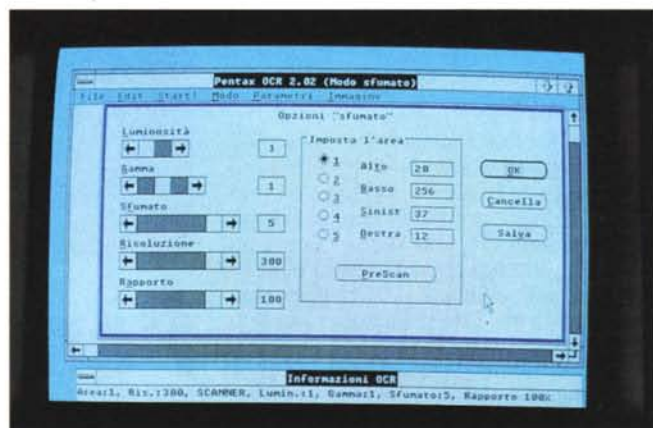 Pentax OCR 2.02 (Modo sfumato)
File Edit Start! Modo Parametri Immagine
Opzioni "sfumato"
Luminosità
1
Gamma
1
Sfumato
5
Risoluzione
300
Rapporto
100
Imposta l'area
1 Alto 20
2 Basso 256
3 Sinist 37
4 Destra 12
5
PreScan
OK
Cancella
Salva
Informazioni OCR
Area:1, Ris.:300, SCANNER, Lumin.:1, Gamma:1, Sfumato:5, Rapporto 100%